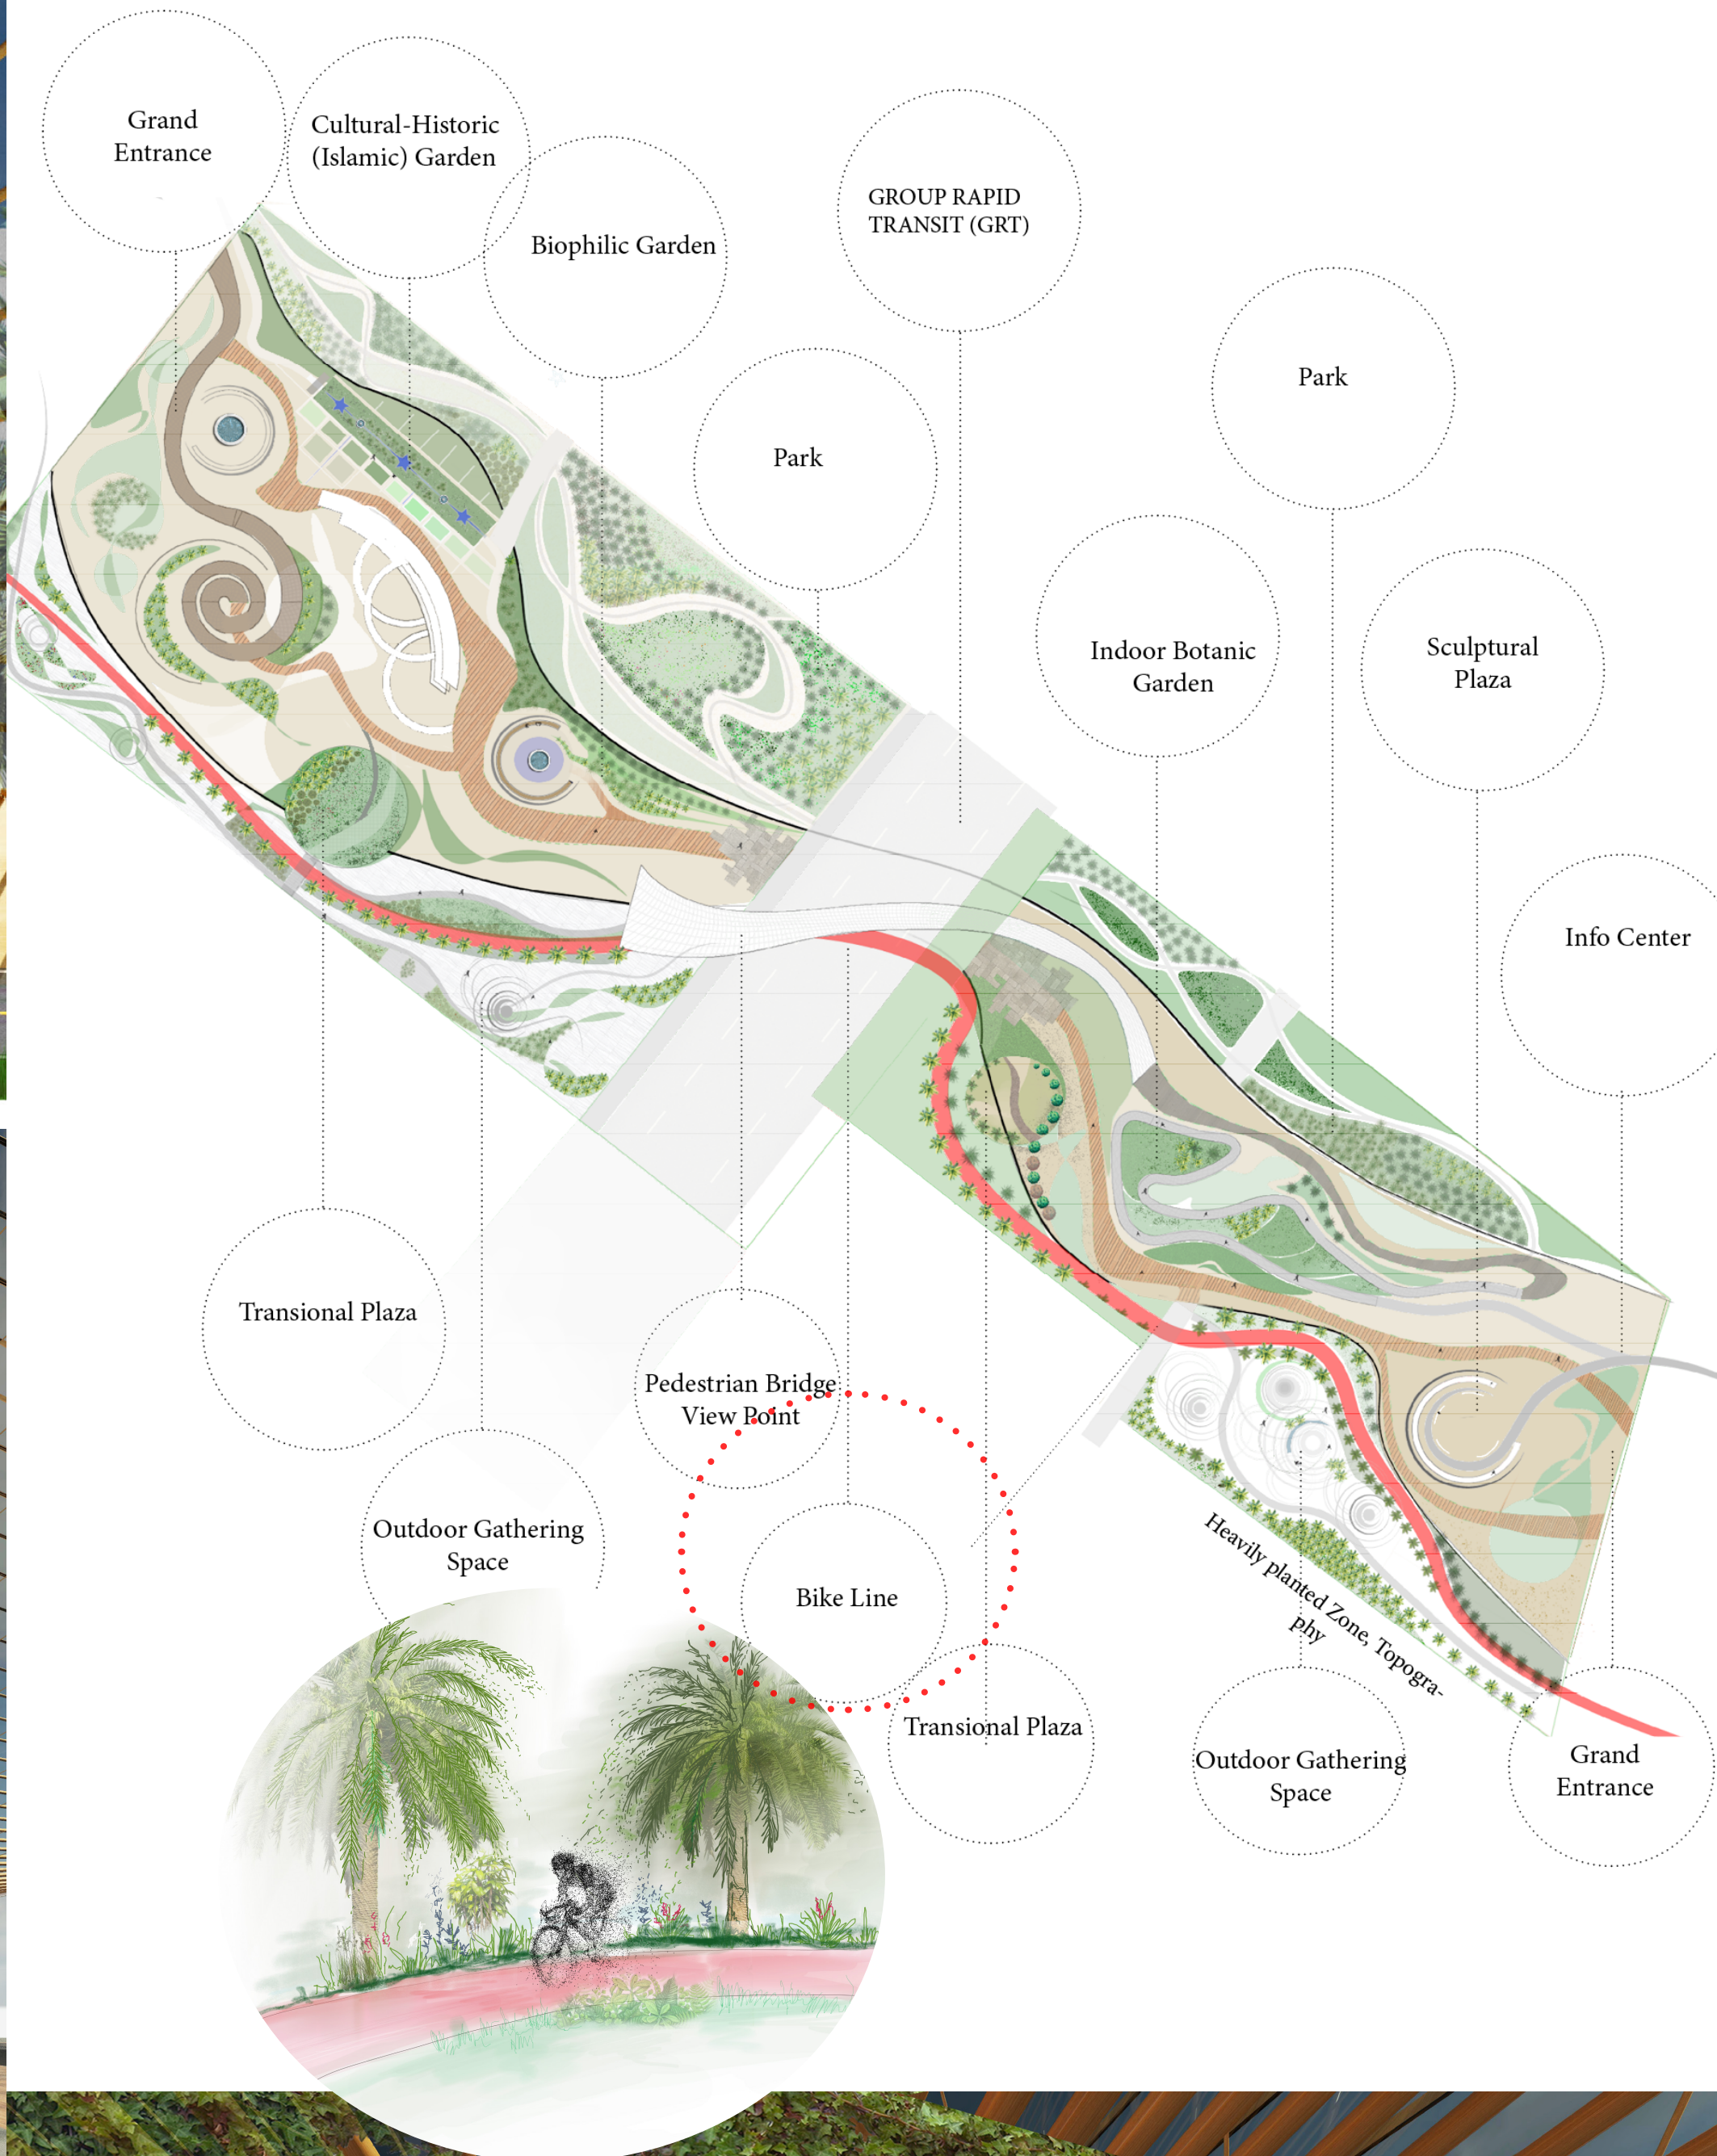 Grand
Entrance
Cultural-Historic
(Islamic) Garden
Biophilic Garden
GROUP RAPID
TRANSIT (GRT)
Park
Park
Indoor Botanic
Garden
Sculptural
Plaza
Info Center
Transional Plaza
Pedestrian Bridge
View Point
Outdoor Gathering
Space
Bike Line
Heavily planted Zone, Topogra-
phy
Transional Plaza
Outdoor Gathering
Space
Grand
Entrance